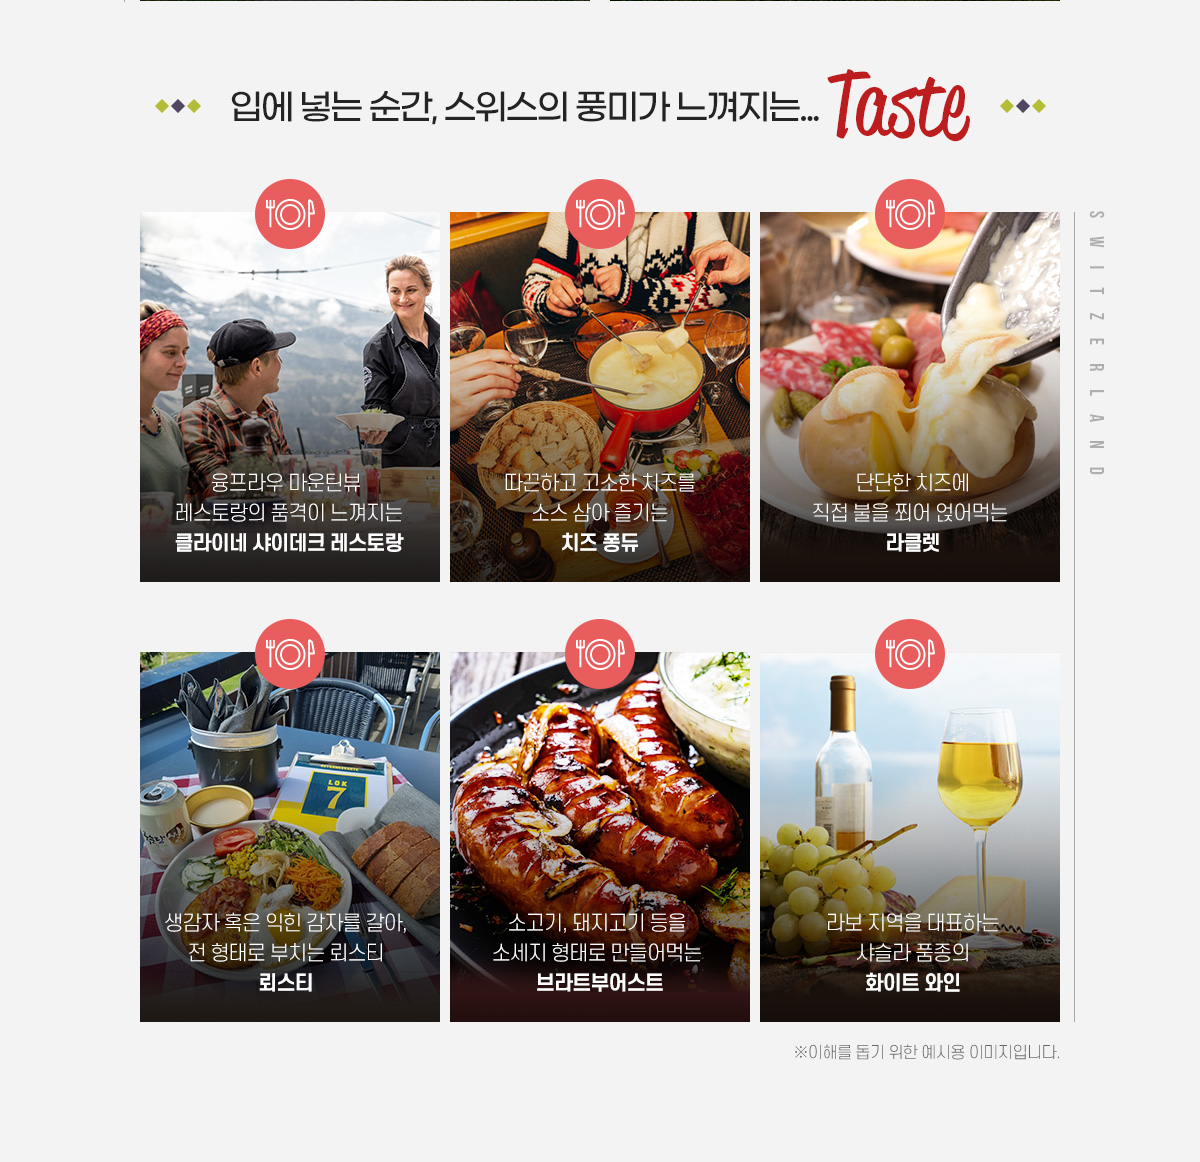 입에 넣는 순간, 스위스의 풍미가 느껴지는... Taste
SWITZERLAND
융프라우 마운틴뷰
레스토랑의 품격이 느껴지는
클라이네 샤이데크 레스토랑
따끈하고 고소한 치즈를
소스 삼아 즐기는
치즈 퐁듀
단단한 치즈에
직접 불을 쬐어 얹어먹는
라클렛
121
LOK
7
생감자 혹은 익힌 감자를 갈아,
전 형태로 부치는 뢰스티
뢰스티
소고기, 돼지고기 등을
소세지 형태로 만들어먹는
브라트부어스트
라보 지역을 대표하는
샤슬라 품종의
화이트 와인
※이해를 돕기 위한 예시용 이미지입니다.